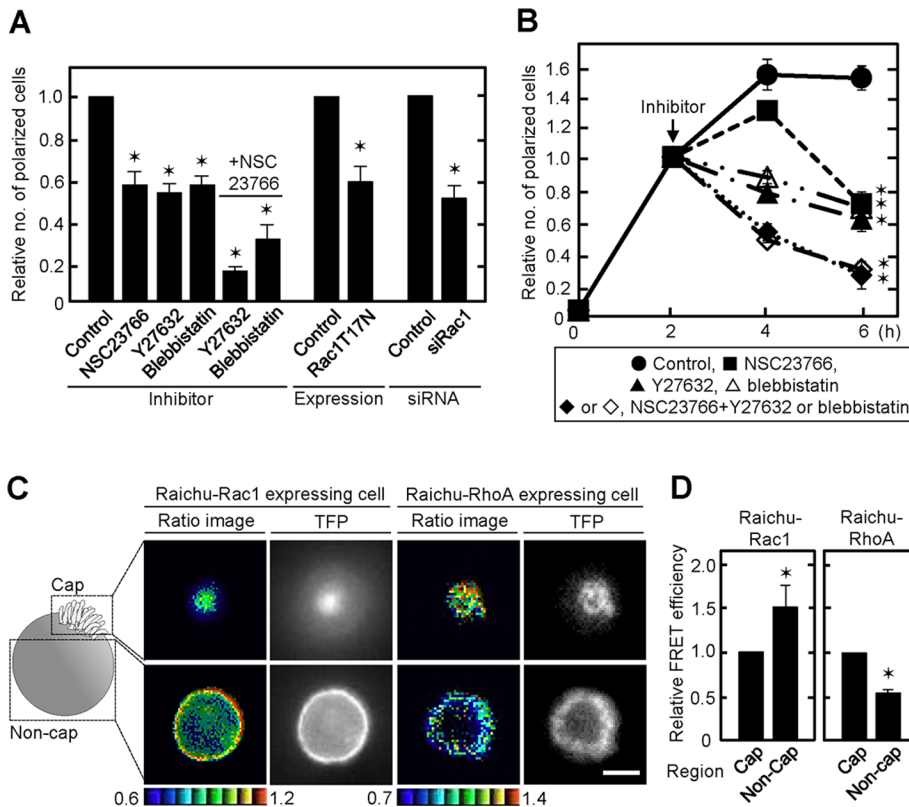 A
Relative no. of polarized cells
1.0
0.8
0.6
0.4
0.2
0
+NSC
23766
Control
NSC23766
Y27632
Blebbistatin
Y27632
Blebbistatin
Control
Rac1T17N
Control
siRac1
Inhibitor
Expression
siRNA
B
Relative no. of polarized cells
1.6
1.4
1.2
1.0
0.8
0.6
0.4
0.2
0
Inhibitor
0 2 4 6 (h)
Control, NSC23766,
Y27632, blebbistatin
or , NSC23766+Y27632 or blebbistatin
C
Raichu-Rac1 expressing cell Raichu-RhoA expressing cell
Ratio image TFP Ratio image TFP
Cap
Non-cap
0.6 1.2 0.7 1.4
D
Raichu-
Rac1
Raichu-
RhoA
Relative FRET efficiency
2.0
1.5
1.0
0.5
0
Region
Cap
Non-Cap
Cap
Non-cap